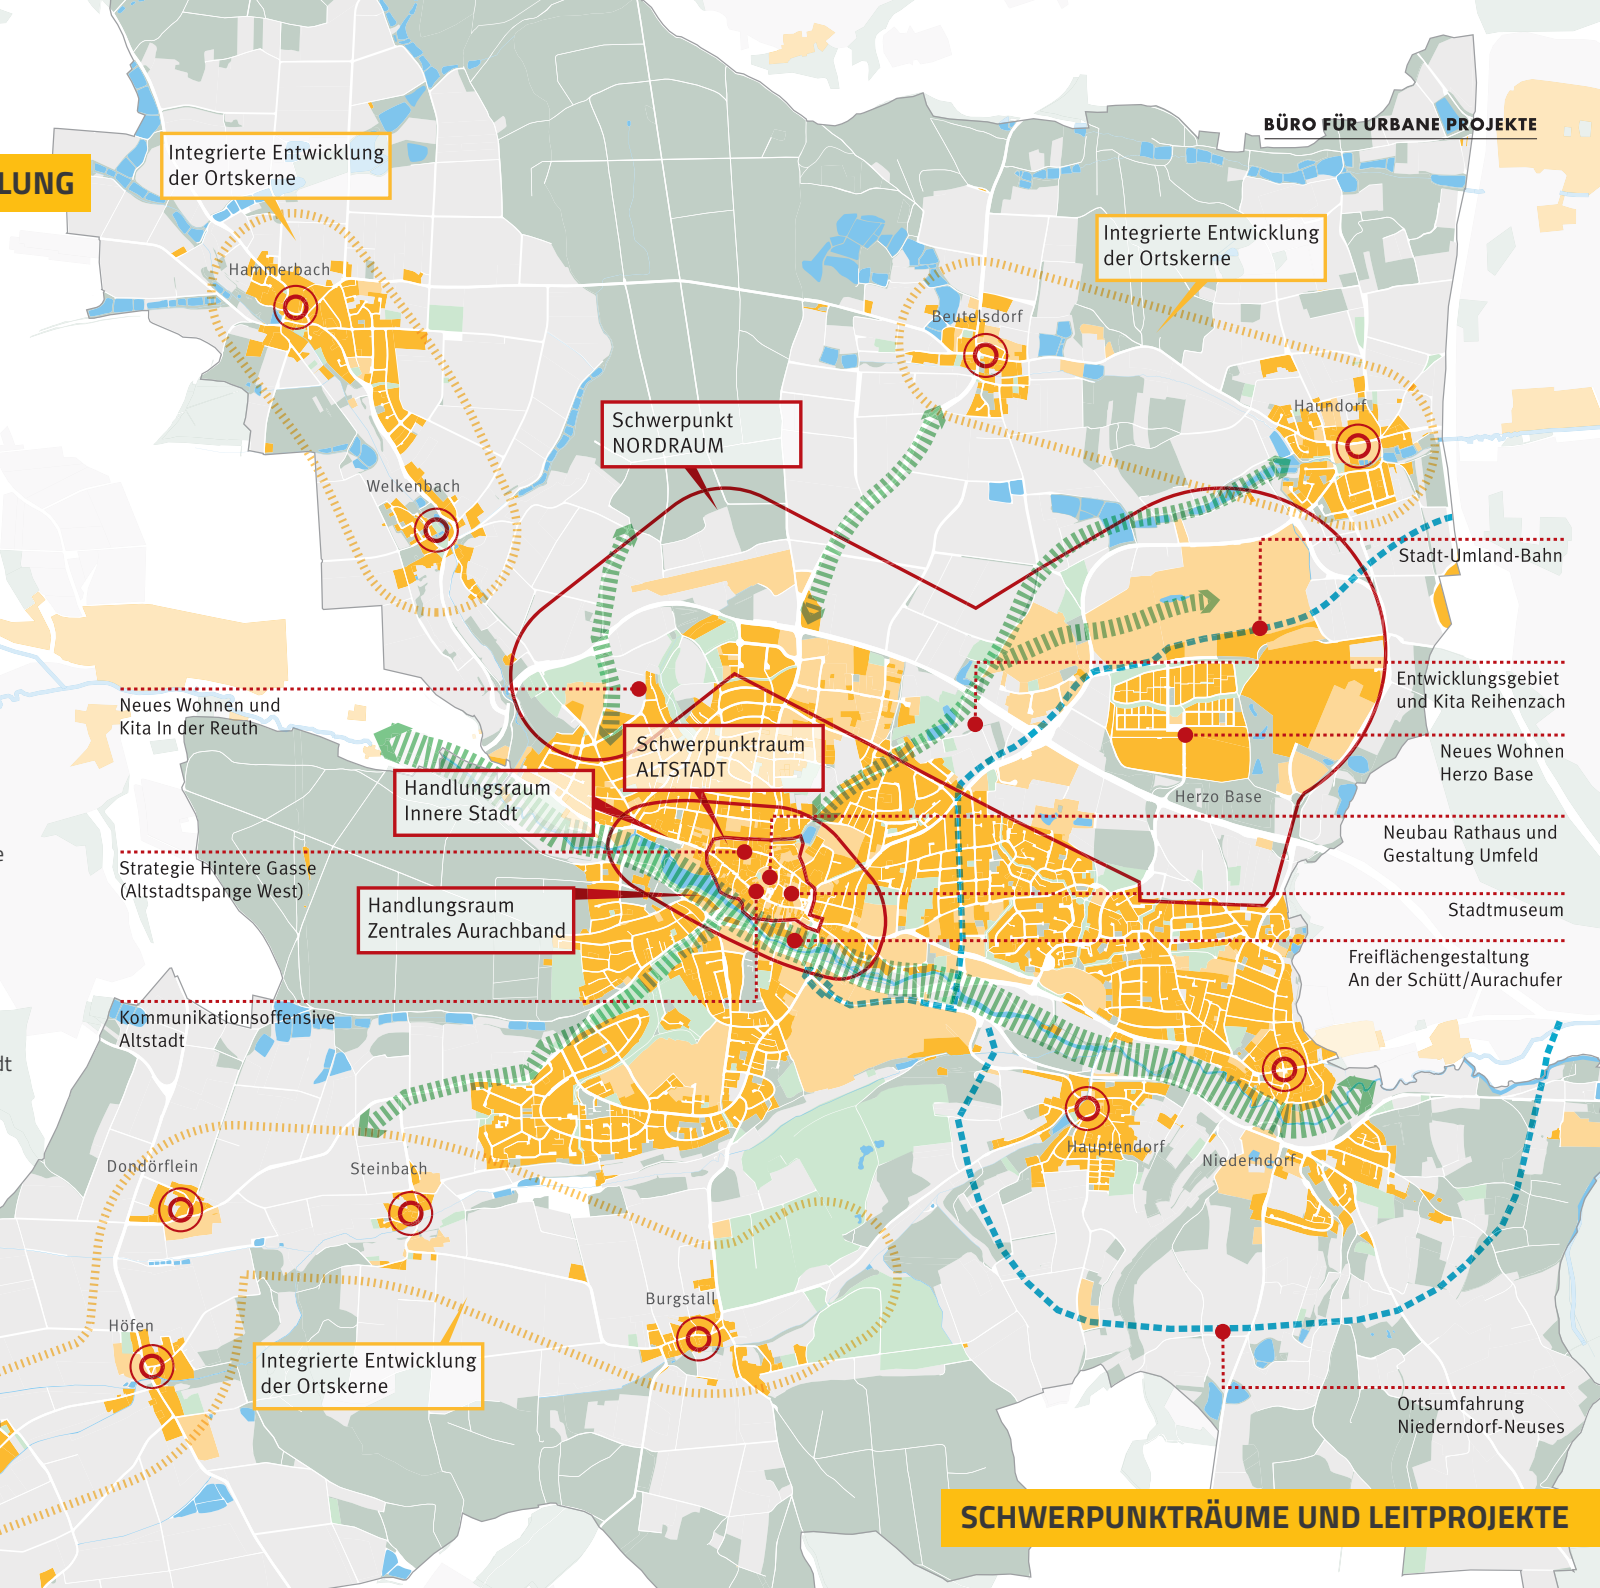 BÜRO FÜR URBANE PROJEKTE
LUNG
Integrierte Entwicklung
der Ortskerne
Hammerbach
Welkenbach
Integrierte Entwicklung
der Ortskerne
Beutelsdorf
Haundorf
Schwerpunkt
NORDRAUM
Stadt-Umland-Bahn
Entwicklungsgebiet
und Kita Reihenzach
Neues Wohnen und
Kita In der Reuth
Schwerpunktraum
ALTSTADT
Neues Wohnen
Herzo Base
Herzo Base
Handlungsraum
Innere Stadt
Neubau Rathaus und
Gestaltung Umfeld
e
Strategie Hintere Gasse
(Altstadtspange West)
Handlungsraum
Zentrales Aurachband
Stadtmuseum
Freiflächengestaltung
An der Schütt/Aurachufer
Kommunikationsoffensive
Altstadt
dt
Hauptendorf
Niederndorf
Dondörflein
Steinbach
Burgstall
Höfen
Integrierte Entwicklung
der Ortskerne
Ortsumfahrung
Niederndorf-Neuses
SCHWERPUNKTRÄUME UND LEITPROJEKTE